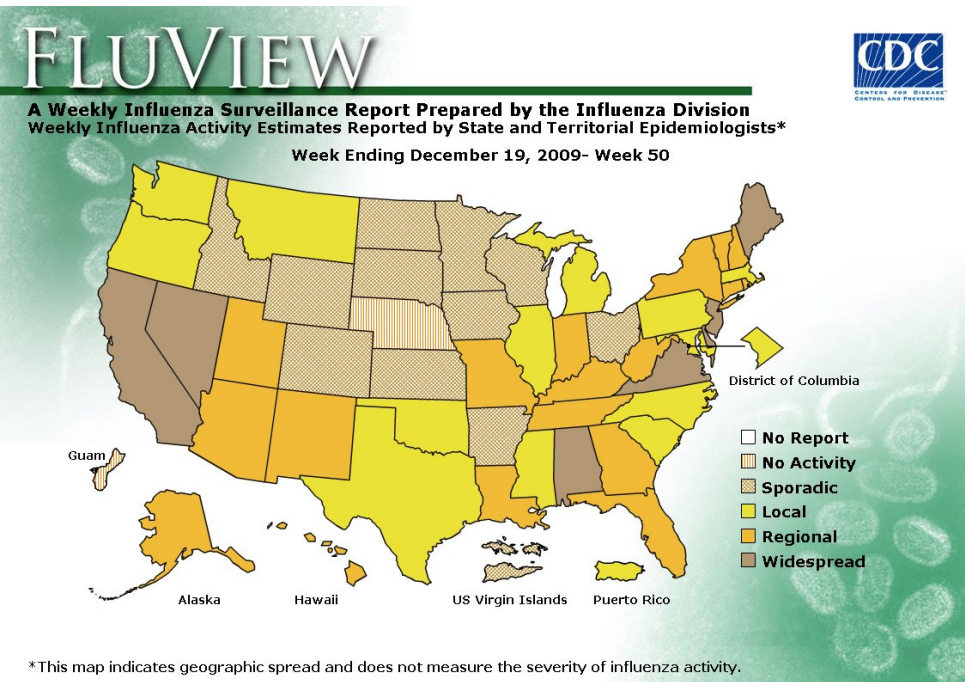 FLUVIEW
CDC
CENTERS FOR DISEASE
CONTROL AND PREVENTION
A Weekly Influenza Surveillance Report Prepared by the Influenza Division
Weekly Influenza Activity Estimates Reported by State and Territorial Epidemiologists*
Week Ending December 19, 2009- Week 50
District of Columbia
No Report
Guam
No Activity
Sporadic
Local
Regional
Widespread
Alaska
Hawaii
US Virgin Islands
Puerto Rico
*This map indicates geographic spread and does not measure the severity of influenza activity.